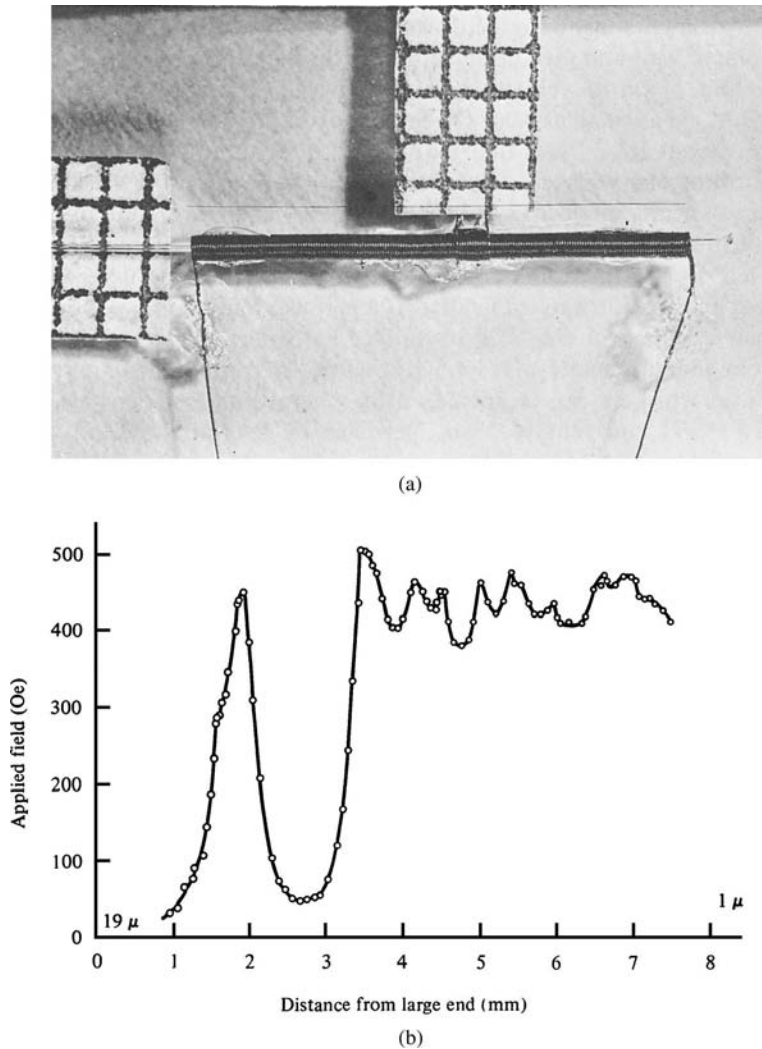 (a)
500
400
300
200
100
0
Applied field (Oe)
19 μ
1 μ
0 1 2 3 4 5 6 7 8
Distance from large end (mm)
(b)